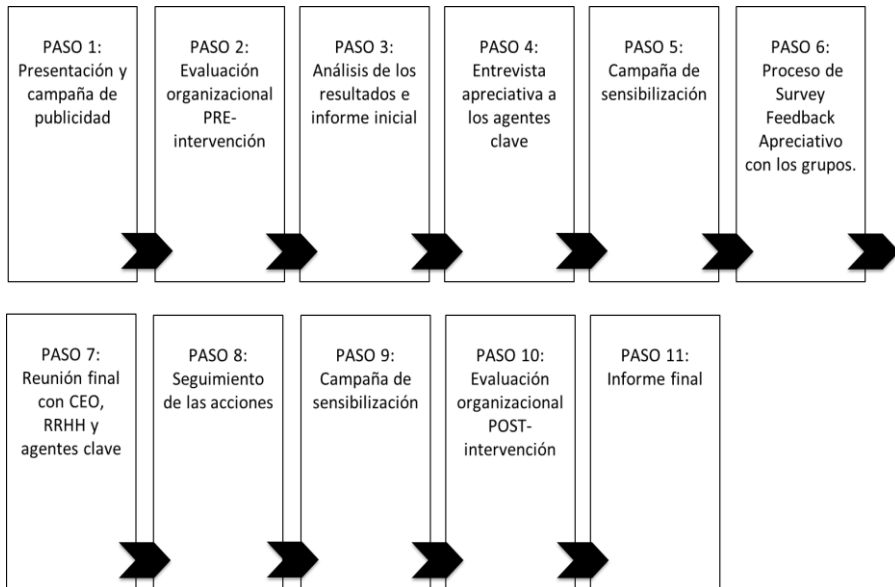 PASO 1:
Presentación y
campaña de
publicidad
PASO 2:
Evaluación
organizacional
PRE-
intervención
PASO 3:
Análisis de los
resultados e
informe inicial
PASO 4:
Entrevista
apreciativa a
los agentes
clave
PASO 5:
Campaña de
sensibilización
PASO 6:
Proceso de
Survey
Feedback
Apreciativo
con los grupos.
PASO 7:
Reunión final
con CEO,
RRHH y
agentes clave
PASO 8:
Seguimiento
de las acciones
PASO 9:
Campaña de
sensibilización
PASO 10:
Evaluación
organizacional
POST-
intervención
PASO 11:
Informe final